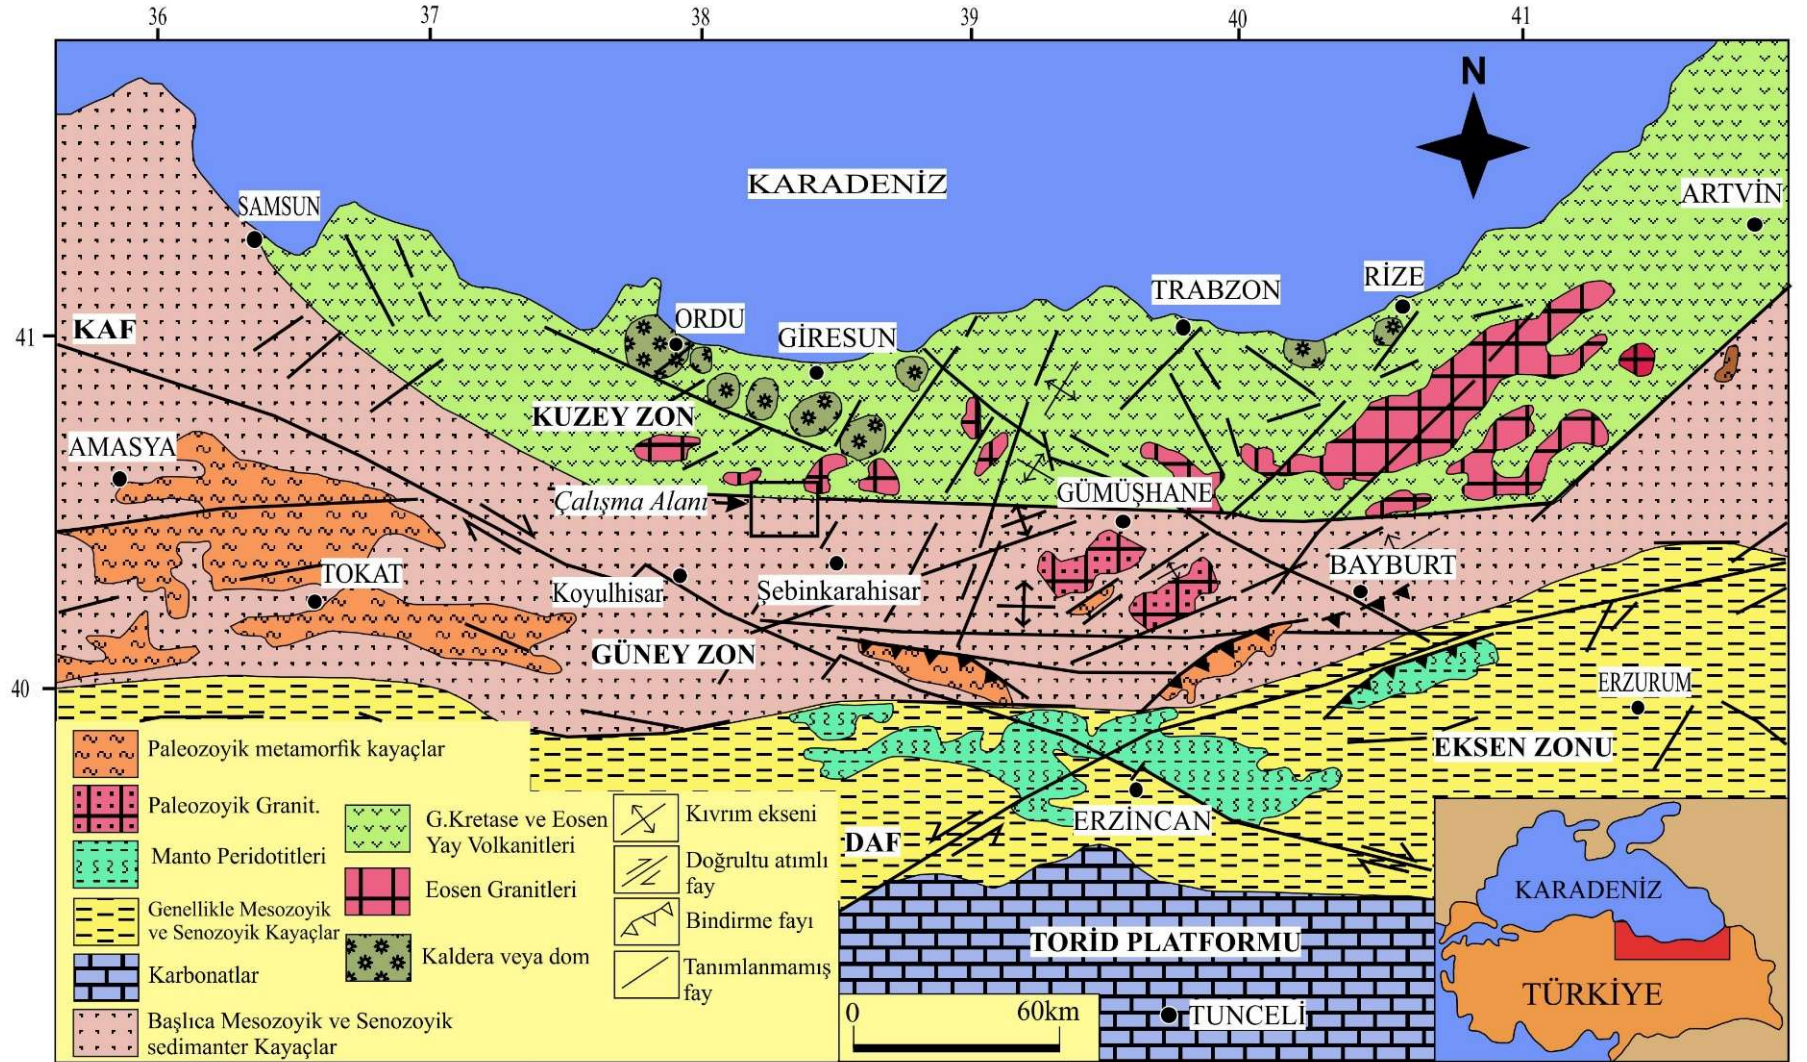 36 37 38 39 40 41
N
KARADENİZ
ARTVİN
SAMSUN
RİZE
TRABZON
ORDU
41
KAF
GİRESUN
KUZEY ZON
AMASYA
Çalışma Alanı
GÜMÜŞHANE
TOKAT
Koyulhisar
Şebinkarahisar
BAYBURT
GÜNEY ZON
40
ERZURUM
EKSEN ZONU
ERZİNCAN
DAF
TORİD PLATFORMU
TUNCELİ
0 60km
Paleozoyik metamorfik kayaçlar
Paleozoyik Granit.
Manto Peridotitleri
Genellikle Mesozoyik
ve Senozoyik Kayaçlar
Karbonatlar
Başlıca Mesozoyik ve Senozoyik
sedimanter Kayaçlar
G.Kretase ve Eosen
Yay Volkanitleri
Eosen Granitleri
Kaldera veya dom
Kıvrım ekseni
Doğrultu atımlı
fay
Bindirme fayı
Tanımlanmamış
fay
KARADENİZ
TÜRKİYE